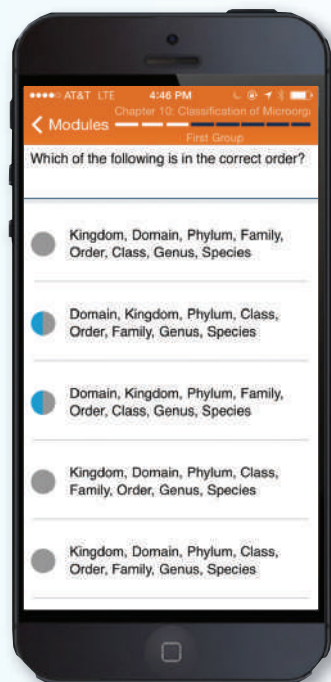 AT&T LTE 4:46 PM
Chapter 10: Classification of Microorg
Modules
First Group
Which of the following is in the correct order?
Kingdom, Domain, Phylum, Family,
Order, Class, Genus, Species
Domain, Kingdom, Phylum, Class,
Order, Family, Genus, Species
Domain, Kingdom, Phylum, Family,
Order, Class, Genus, Species
Kingdom, Domain, Phylum, Class,
Family, Order, Genus, Species
Kingdom, Domain, Phylum, Class,
Order, Family, Genus, Species